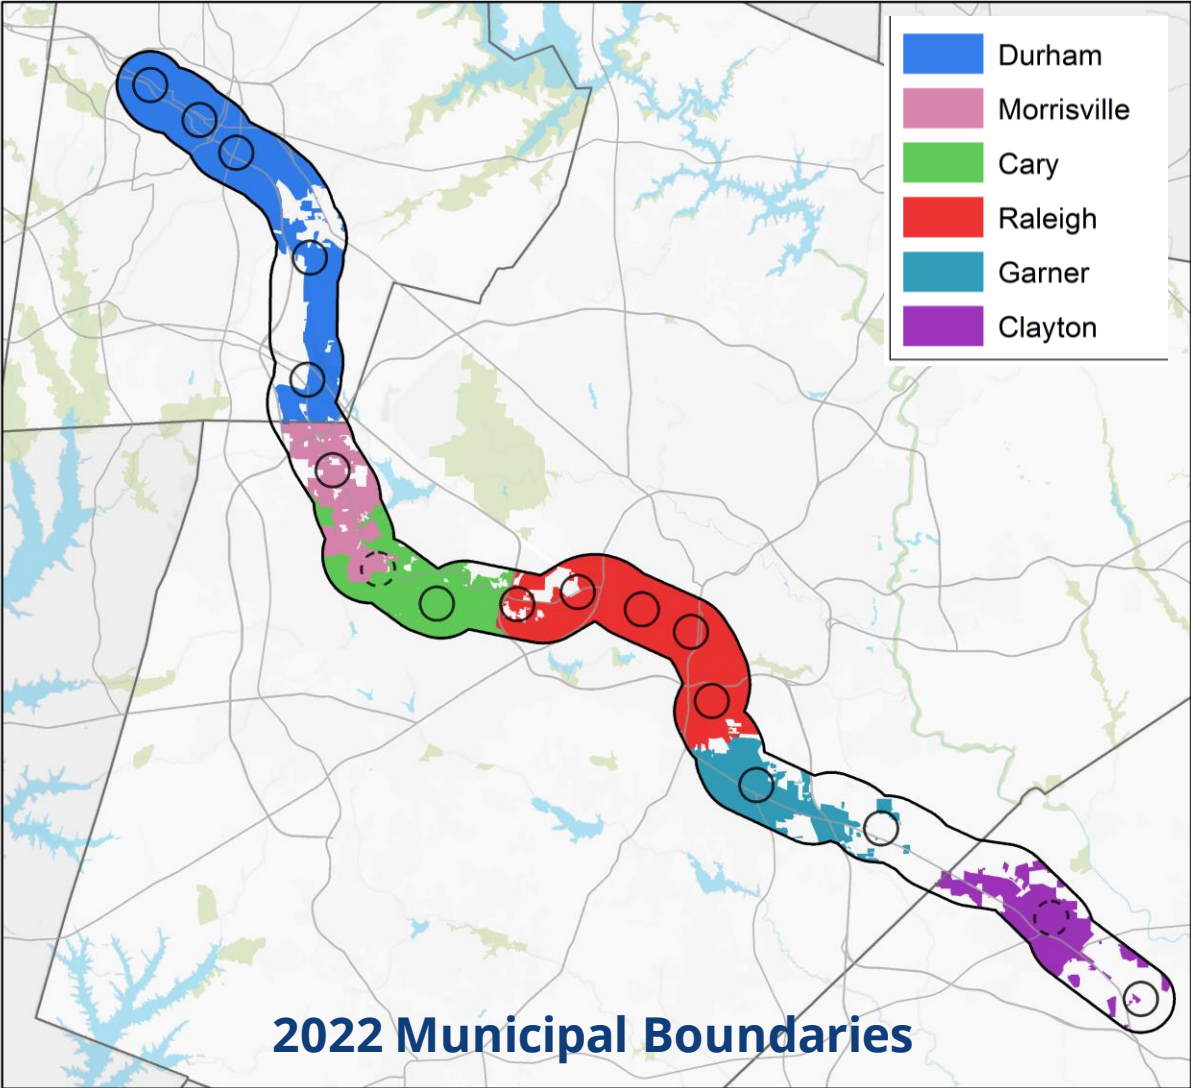 Durham
Morrisville
Cary
Raleigh
Garner
Clayton
2022 Municipal Boundaries